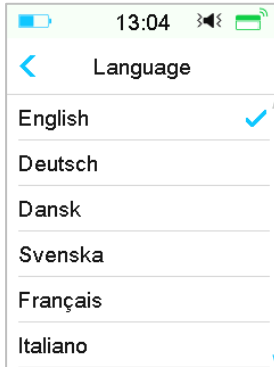 13:04
Language
English
Deutsch
Dansk
Svenska
Français
Italiano